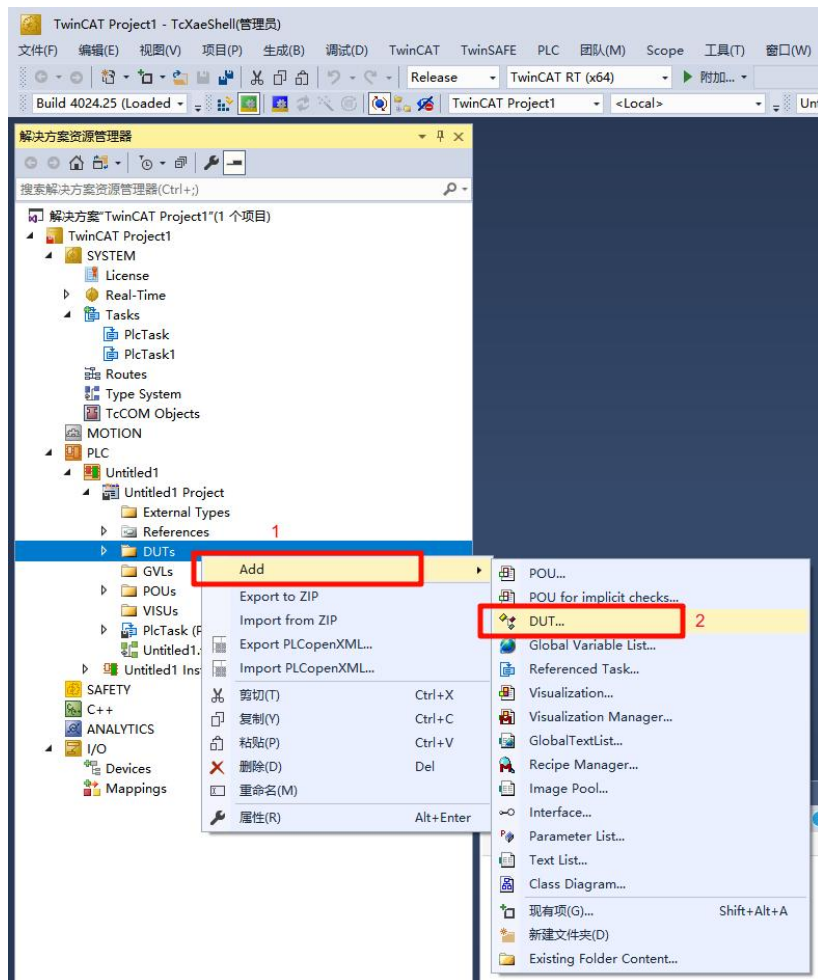 TwinCAT Project1 - TcXaeShell(管理员)
文件(F) 编辑(E) 视图(V) 项目(P) 生成(B) 调试(D) TwinCAT TwinSAFE PLC 团队(M) Scope 工具(T) 窗口(W)
Release TwinCAT RT (x64) 附加...
Build 4024.25 (Loaded TwinCAT Project1 <Local>
解决方案资源管理器
搜索解决方案资源管理器(Ctrl+;)
解决方案"TwinCAT Project1"(1 个项目)
TwinCAT Project1
SYSTEM
License
Real-Time
Tasks
PlcTask
PlcTask1
Routes
Type System
TcCOM Objects
MOTION
PLC
Untitled1
Untitled1 Project
External Types
References
1
DUTs
GVLs
POUs
VISUs
PlcTask (P
Untitled1.
Untitled1 Ins
SAFETY
C++
ANALYTICS
I/O
Devices
Mappings
Add
Export to ZIP
Import from ZIP
Export PLCopenXML...
Import PLCopenXML...
剪切(T) Ctrl+X
复制(Y) Ctrl+C
粘贴(P) Ctrl+V
删除(D) Del
重命名(M)
属性(R) Alt+Enter
POU...
POU for implicit checks...
DUT...
2
Global Variable List...
Referenced Task...
Visualization...
Visualization Manager...
GlobalTextList...
Recipe Manager...
Image Pool...
Interface...
Parameter List...
Text List...
Class Diagram...
现有项(G)... Shift+Alt+A
新建文件夹(D)
Existing Folder Content...